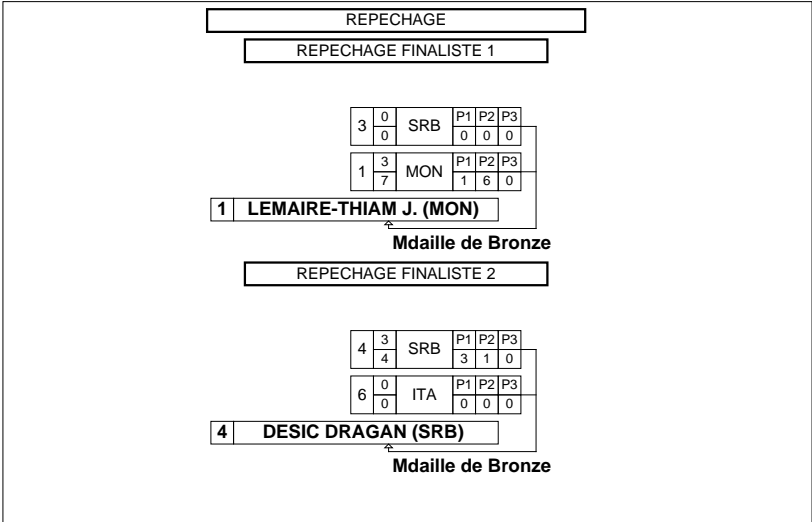 REPECHAGE
REPECHAGE FINALISTE 1
3 0 SRB P1 P2 P3
0 0 0 0
1 3 MON P1 P2 P3
7 1 6 0
1 LEMAIRE-THIAM J. (MON)
Mdaille de Bronze
REPECHAGE FINALISTE 2
4 3 SRB P1 P2 P3
4 3 1 0
6 0 ITA P1 P2 P3
0 0 0 0
4 DESIC DRAGAN (SRB)
Mdaille de Bronze